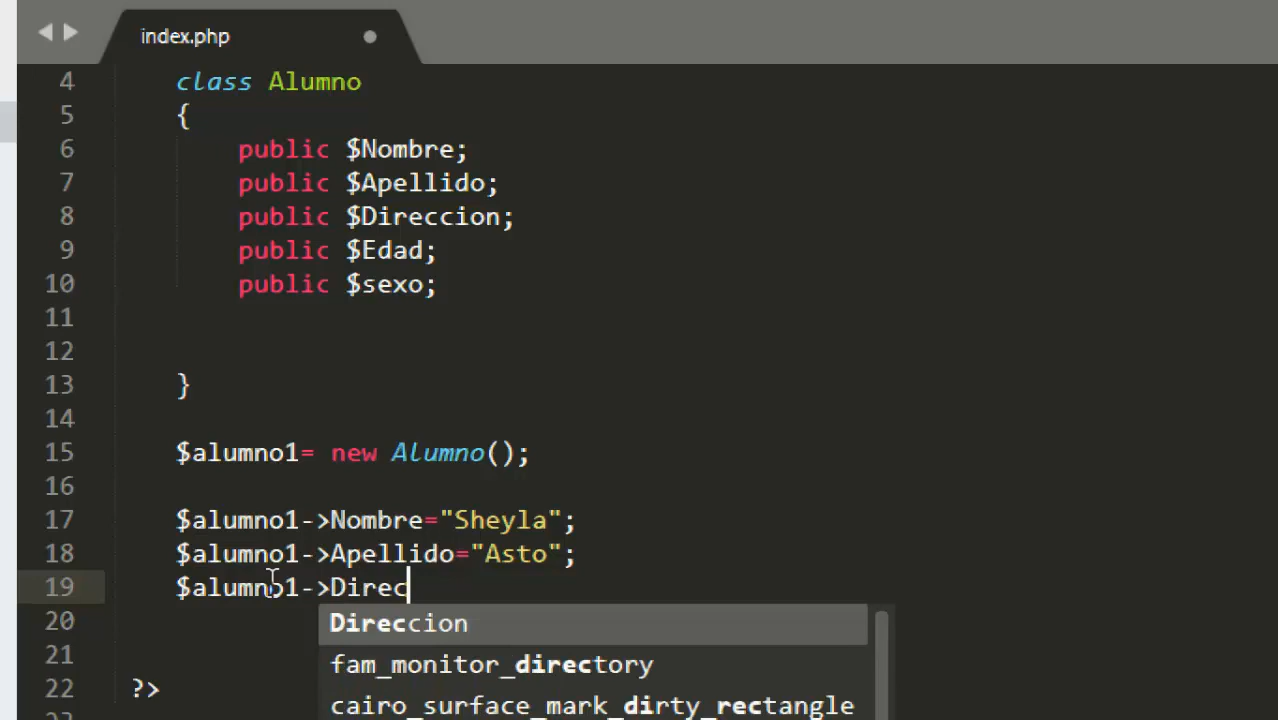 index.php
4 class Alumno
5 {
6 public $Nombre;
7 public $Apellido;
8 public $Direccion;
9 public $Edad;
10 public $sexo;
11
12
13 }
14
15 $alumno1= new Alumno();
16
17 $alumno1->Nombre="Sheyla";
18 $alumno1->Apellido="Asto";
19 $alumno1->Direc
20 Direccion
21 fam_monitor_directory
22 ?> cairo_surface_mark_dirty_rectangle